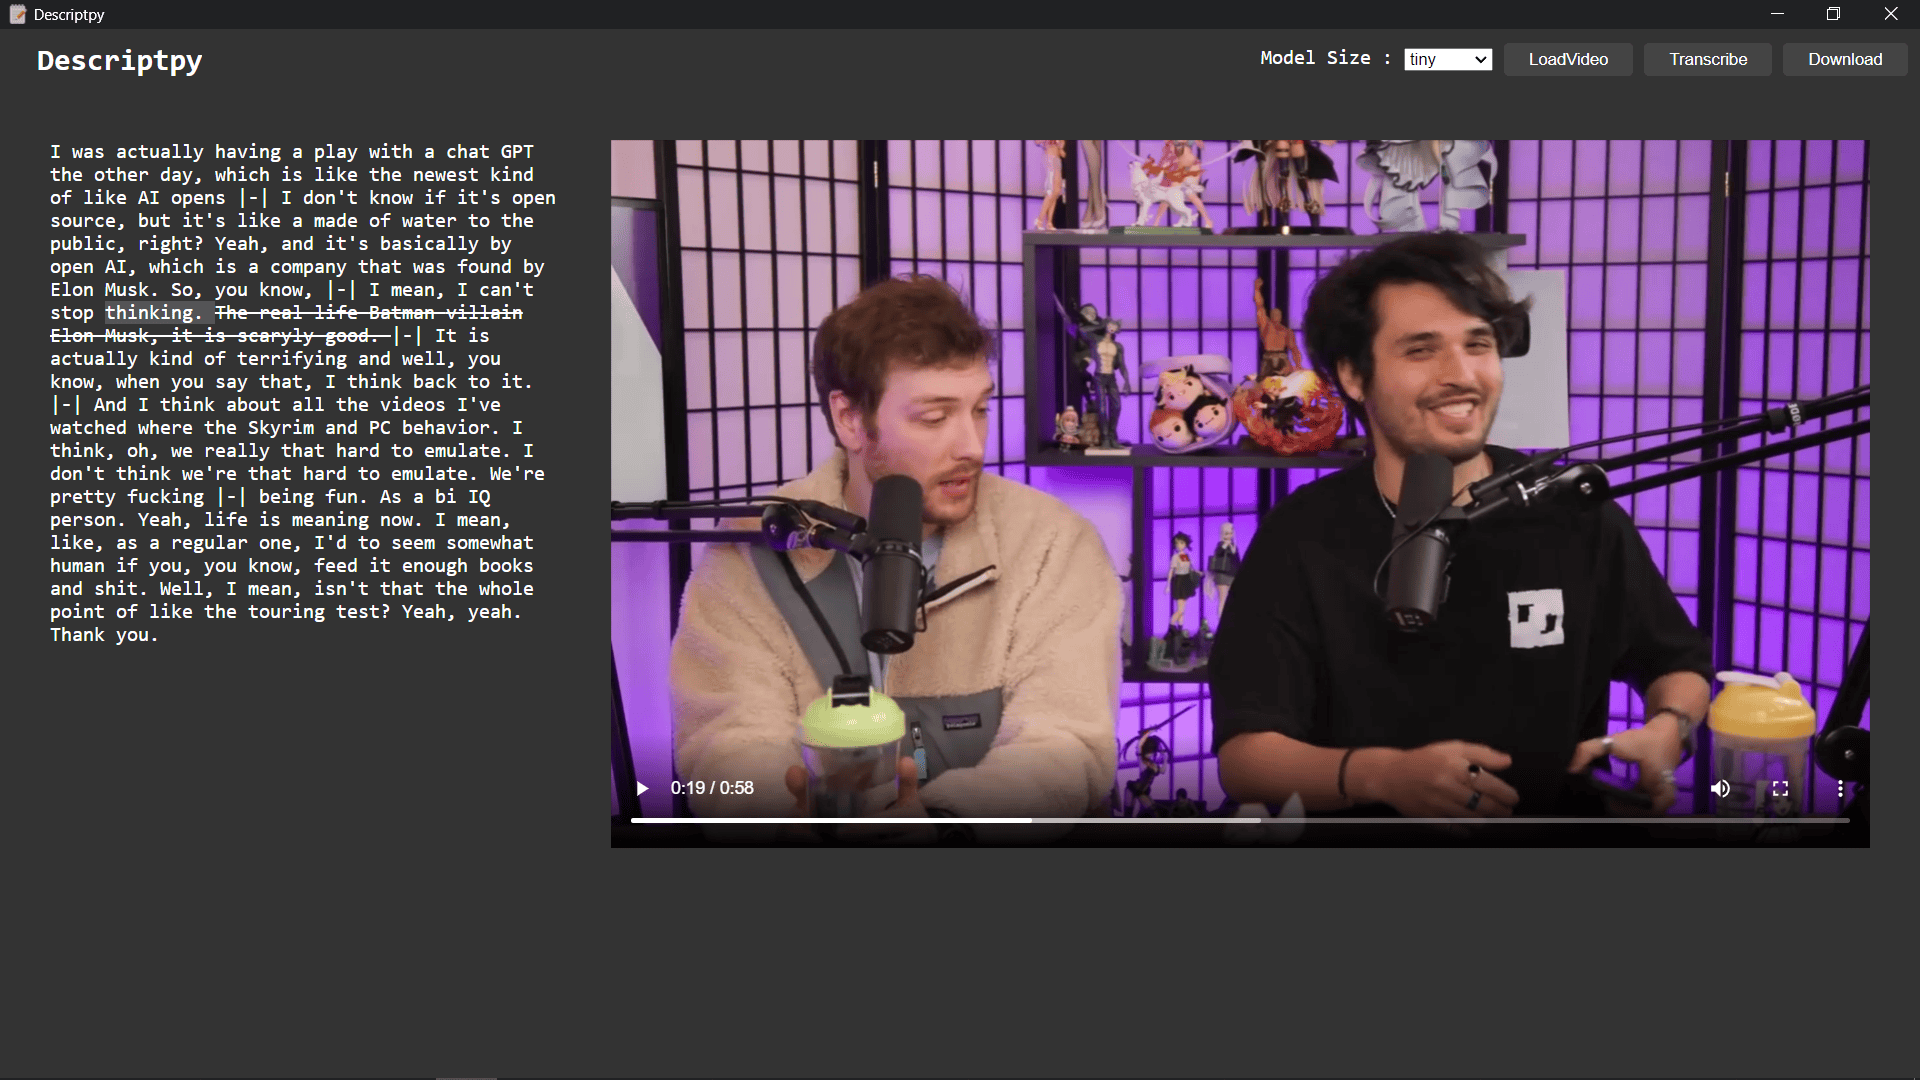 Descriptpy
Descriptpy
Model Size : tiny LoadVideo Transcribe Download
I was actually having a play with a chat GPT
the other day, which is like the newest kind
of like AI opens |-| I don't know if it's open
source, but it's like a made of water to the
public, right? Yeah, and it's basically by
open AI, which is a company that was found by
Elon Musk. So, you know, |-| I mean, I can't
stop thinking. The real life Batman villain
Elon Musk, it is scaryly good. |-| It is
actually kind of terrifying and well, you
know, when you say that, I think back to it.
|-| And I think about all the videos I've
watched where the Skyrim and PC behavior. I
think, oh, we really that hard to emulate. I
don't think we're that hard to emulate. We're
pretty fucking |-| being fun. As a bi IQ
person. Yeah, life is meaning now. I mean,
like, as a regular one, I'd to seem somewhat
human if you, you know, feed it enough books
and shit. Well, I mean, isn't that the whole
point of like the touring test? Yeah, yeah.
Thank you.
0:19 / 0:58